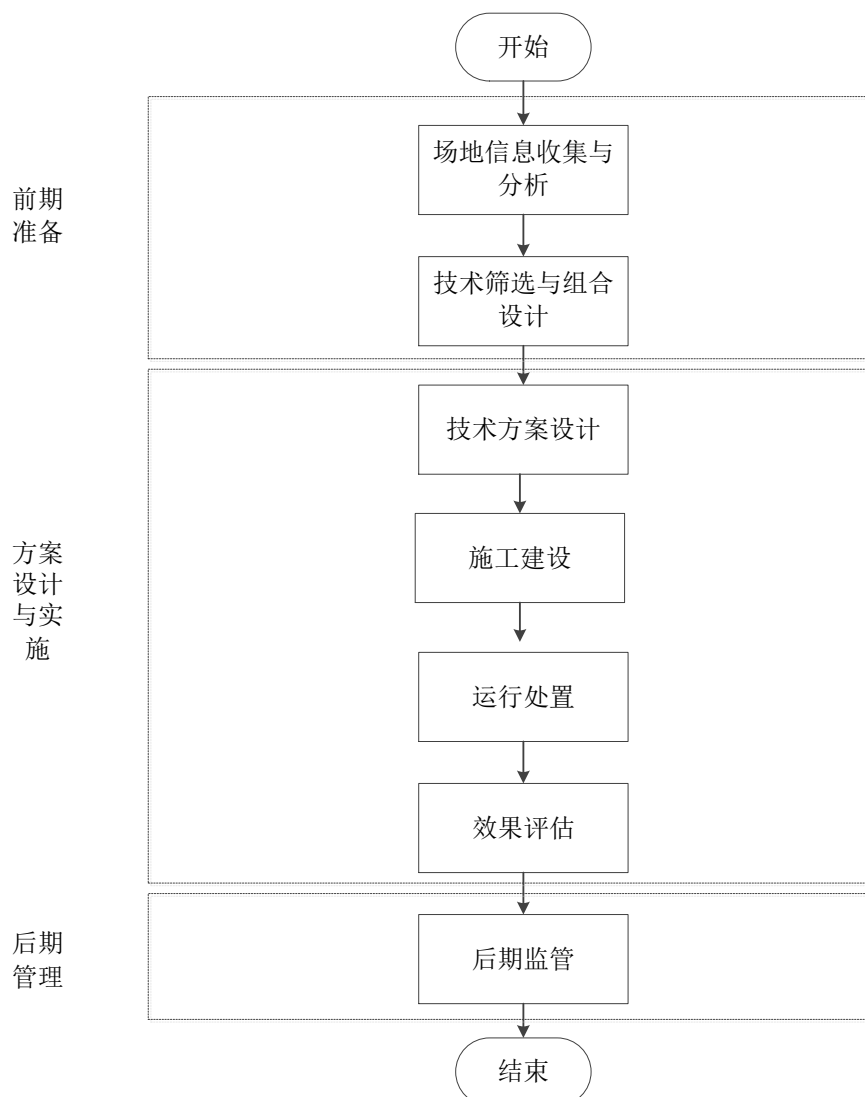 开始
前期
准备
场地信息收集与
分析
技术筛选与组合
设计
方案
设计
与实
施
技术方案设计
施工建设
运行处置
效果评估
后期
管理
后期监管
结束